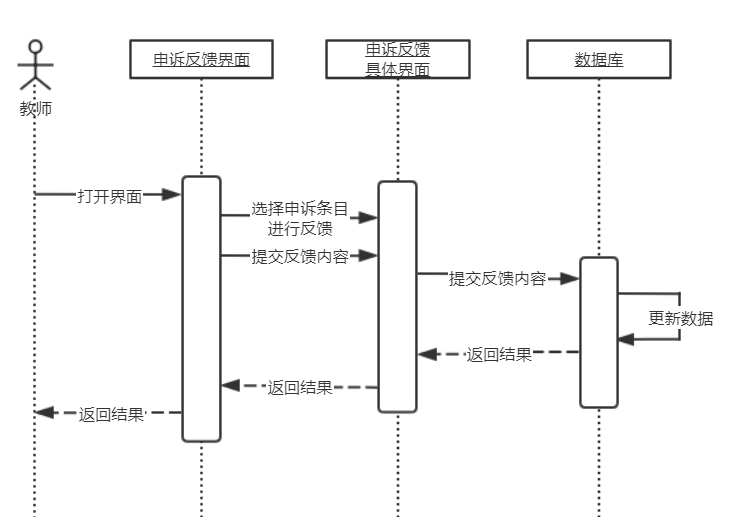 申诉反馈界面
申诉反馈
具体界面
数据库
教师
打开界面
选择申诉条目
进行反馈
提交反馈内容
提交反馈内容
更新数据
返回结果
返回结果
返回结果